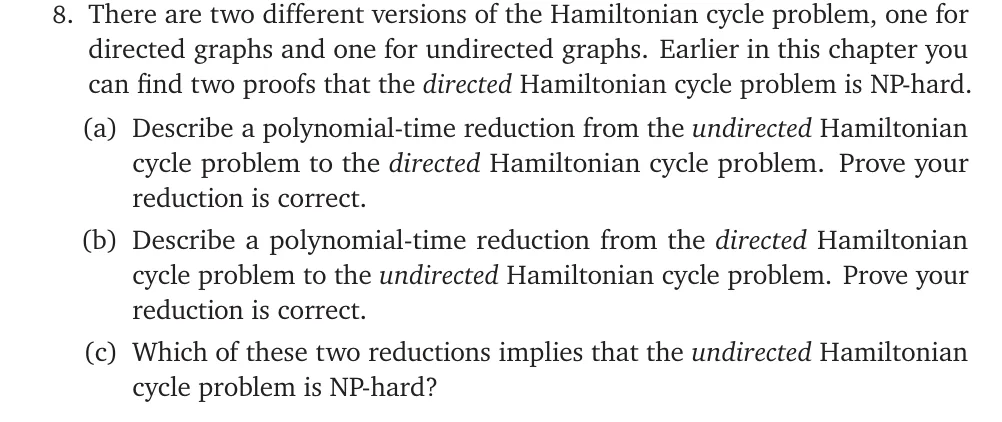 8. There are two different versions of the Hamiltonian cycle problem, one for
directed graphs and one for undirected graphs. Earlier in this chapter you
can find two proofs that the directed Hamiltonian cycle problem is NP-hard.
(a) Describe a polynomial-time reduction from the undirected Hamiltonian
cycle problem to the directed Hamiltonian cycle problem. Prove your
reduction is correct.
(b) Describe a polynomial-time reduction from the directed Hamiltonian
cycle problem to the undirected Hamiltonian cycle problem. Prove your
reduction is correct.
(c) Which of these two reductions implies that the undirected Hamiltonian
cycle problem is NP-hard?